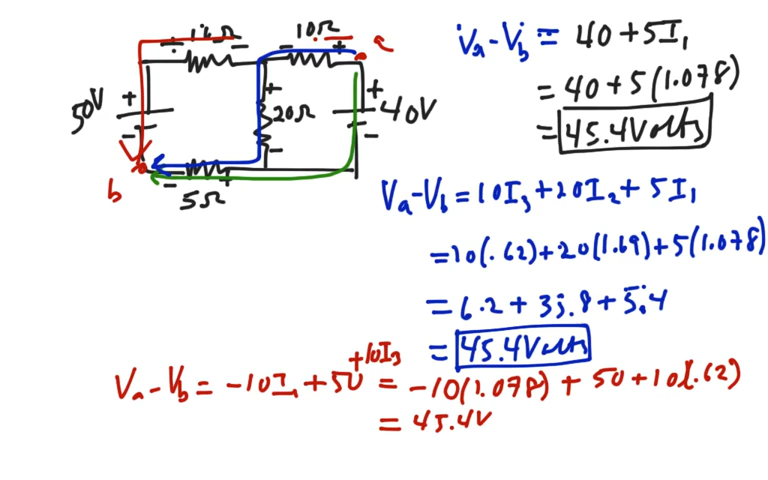 10Ω
+ -
- +
a
50V
+
-
+
20Ω
-
+
40V
-
b
- +
5Ω
Va-Vb = 40+5I₁
= 40+5(1.078)
= 45.4Volts
Va-Vb = 10I₃+20I₂+5I₁
=10(.62)+20(1.69)+5(1.078)
= 6.2+33.8+5.4
= 45.4Volts
Va-Vb = -10I₁+50+10I₃ = -10(1.078)+50+10(.62)
= 45.4V